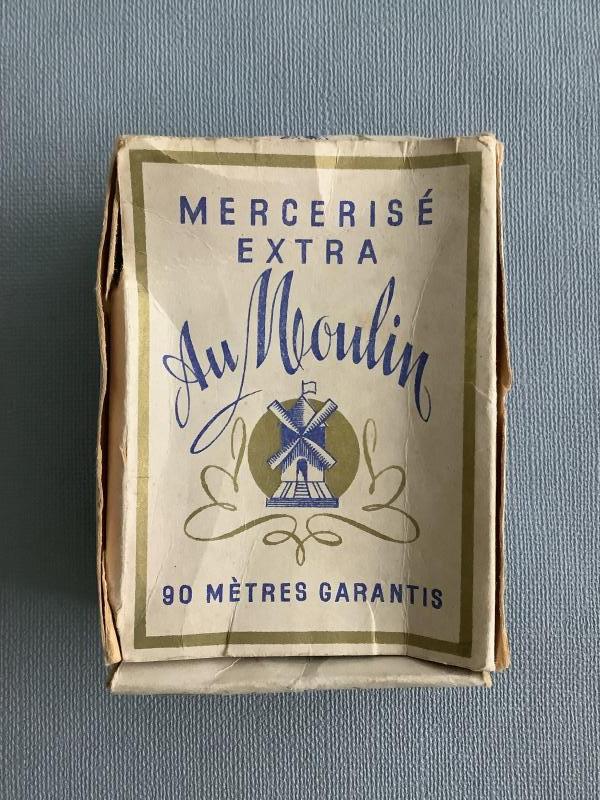 MERCERISÉ
EXTRA
Au Moulin
90 MÈTRES GARANTIS